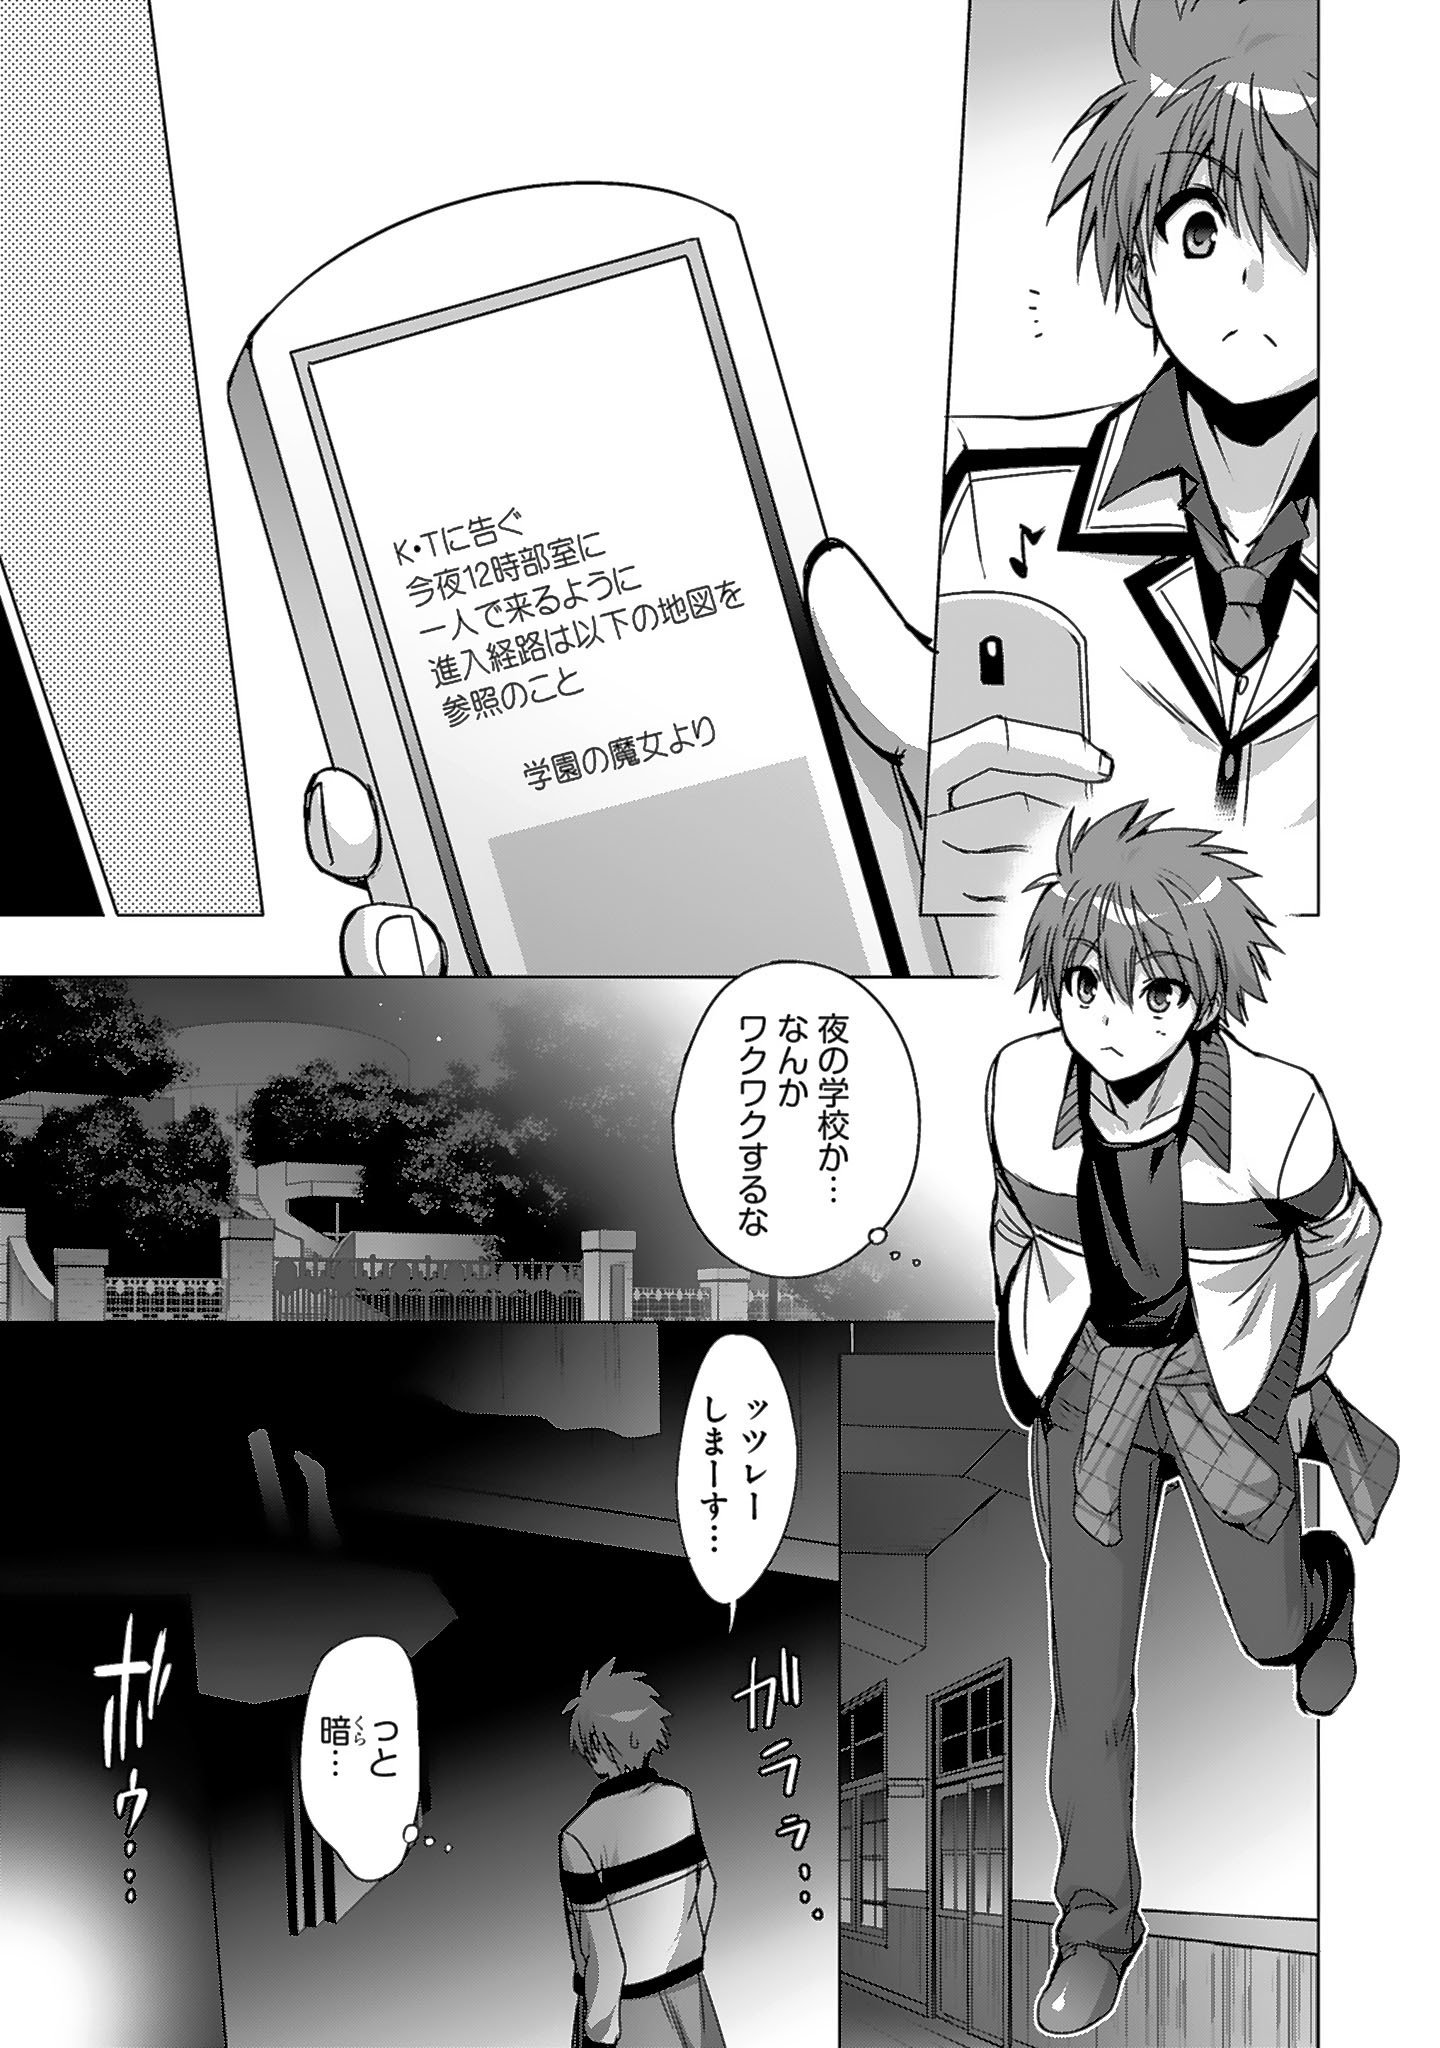 K・Tに告ぐ
今夜12時部室に
一人で来るように
進入経路は以下の地図を
参照のこと
学園の魔女より
夜の学校か…
なんか
ワクワクするな
ッツレー
しまーす…
ガラララ…
っと
暗…
くら
ボゥ…